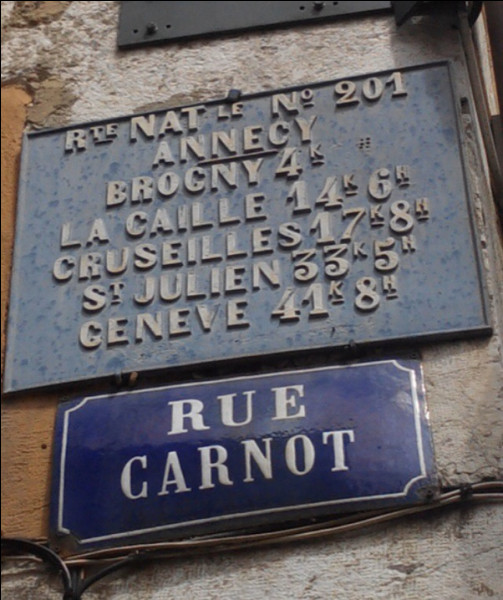 RTE NATLE NO 201
ANNECY
BROGNY 4K
LA CAILLE 14K 6H
CRUSEILLES 17K 8H
ST JULIEN 33K 5H
GENEVE 41K 8H
RUE
CARNOT